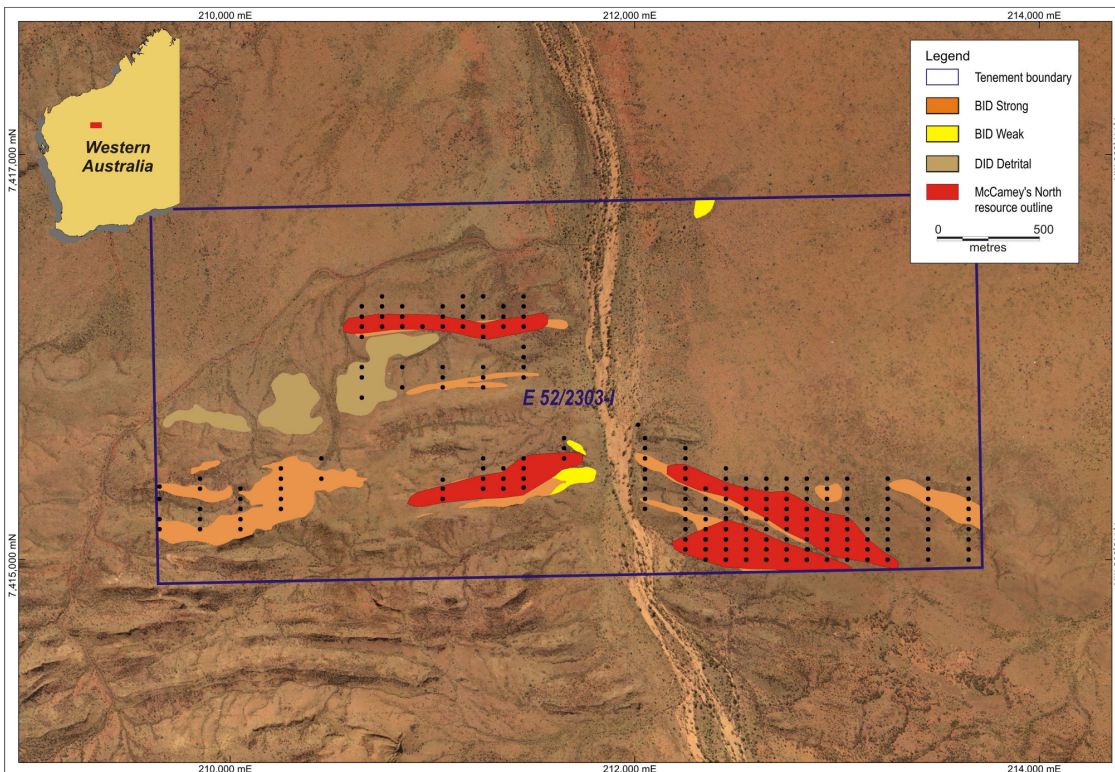 210,000 mE
212,000 mE
214,000 mE
Western
Australia
Legend
Tenement boundary
BID Strong
BID Weak
DID Detrital
McCamey's North
resource outline
0 500
metres
7,417,000 mN
E 52/2303-I
7,415,000 mN
210,000 mE
212,000 mE
214,000 mE